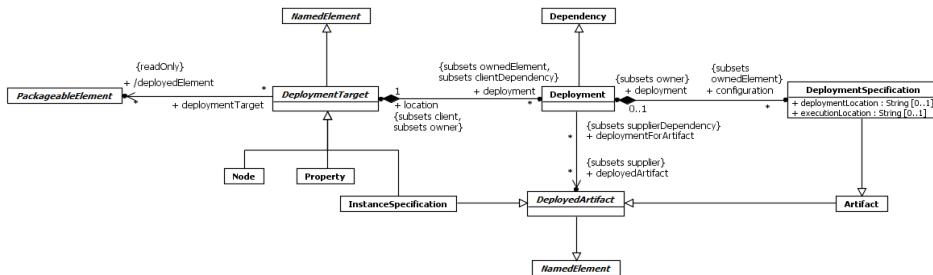 NamedElement
Dependency
{readOnly}
+ /deployedElement
*
*
+ deploymentTarget
PackageableElement
DeploymentTarget
{subsets ownedElement,
subsets clientDependency}
+ deployment
*
1
+ location
{subsets client,
subsets owner}
Deployment
{subsets owner}
+ deployment
0..1
{subsets
ownedElement}
+ configuration
*
DeploymentSpecification
+ deploymentLocation : String [0..1]
+ executionLocation : String [0..1]
*
{subsets supplierDependency}
+ deploymentForArtifact
{subsets supplier}
+ deployedArtifact
*
Node
Property
InstanceSpecification
DeployedArtifact
Artifact
NamedElement